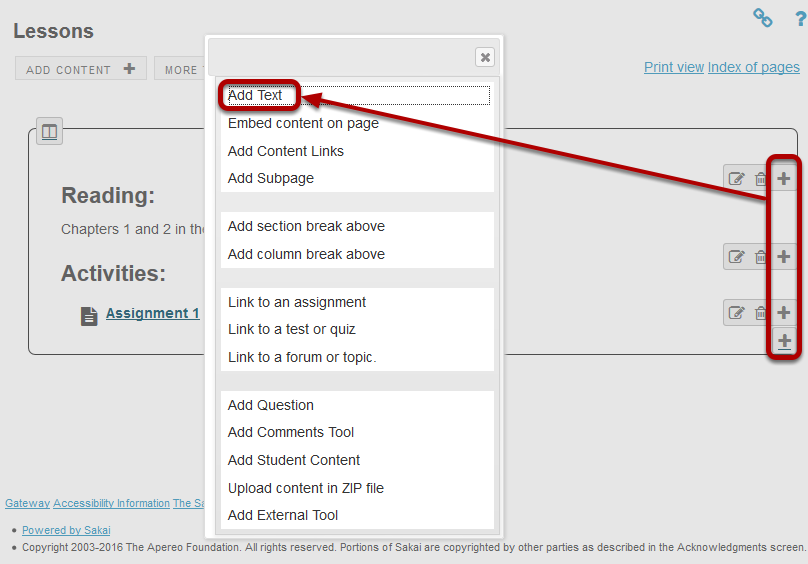 Lessons
?
ADD CONTENT +
MORE
Print view Index of pages
Add Text
Embed content on page
Add Content Links
Add Subpage
Add section break above
Add column break above
Link to an assignment
Link to a test or quiz
Link to a forum or topic.
Add Question
Add Comments Tool
Add Student Content
Upload content in ZIP file
Add External Tool
Reading:
Chapters 1 and 2 in the
Activities:
Assignment 1
Gateway Accessibility Information The Sa
• Powered by Sakai
• Copyright 2003-2016 The Apereo Foundation. All rights reserved. Portions of Sakai are copyrighted by other parties as described in the Acknowledgments screen.